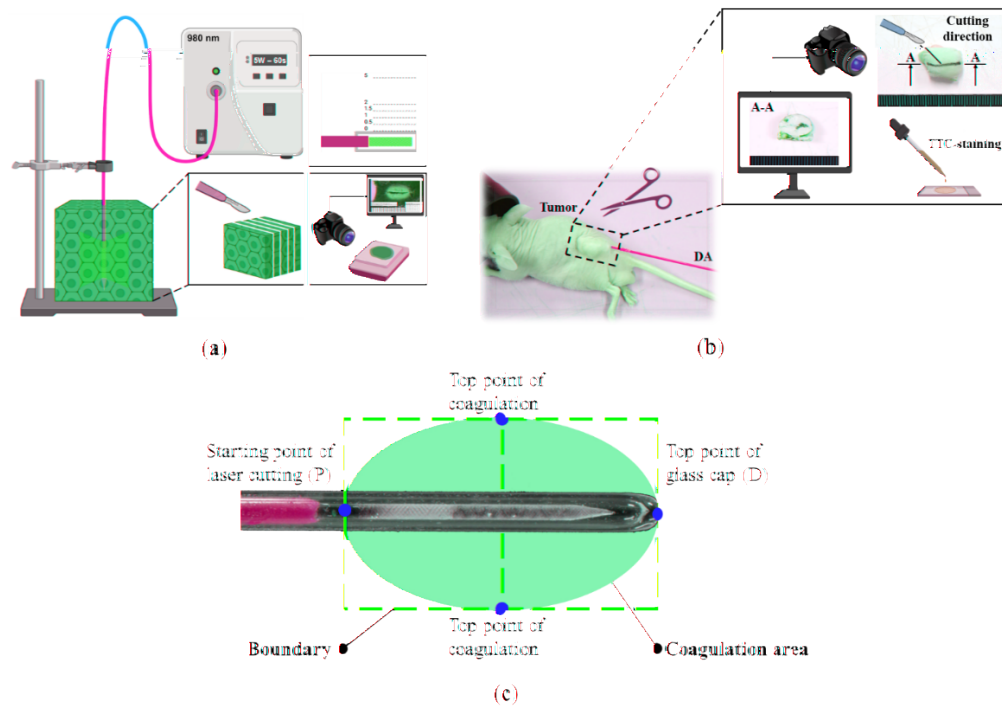 980 nm
5W – 60s
5
2
1.5
1
0.5
0
(a)
Cutting
direction
A
A
A-A
TTC-staining
Tumor
DA
(b)
Top point of
coagulation
Starting point of
laser cutting (P)
Top point of
glass cap (D)
Top point of
coagulation
Boundary
Coagulation area
(c)